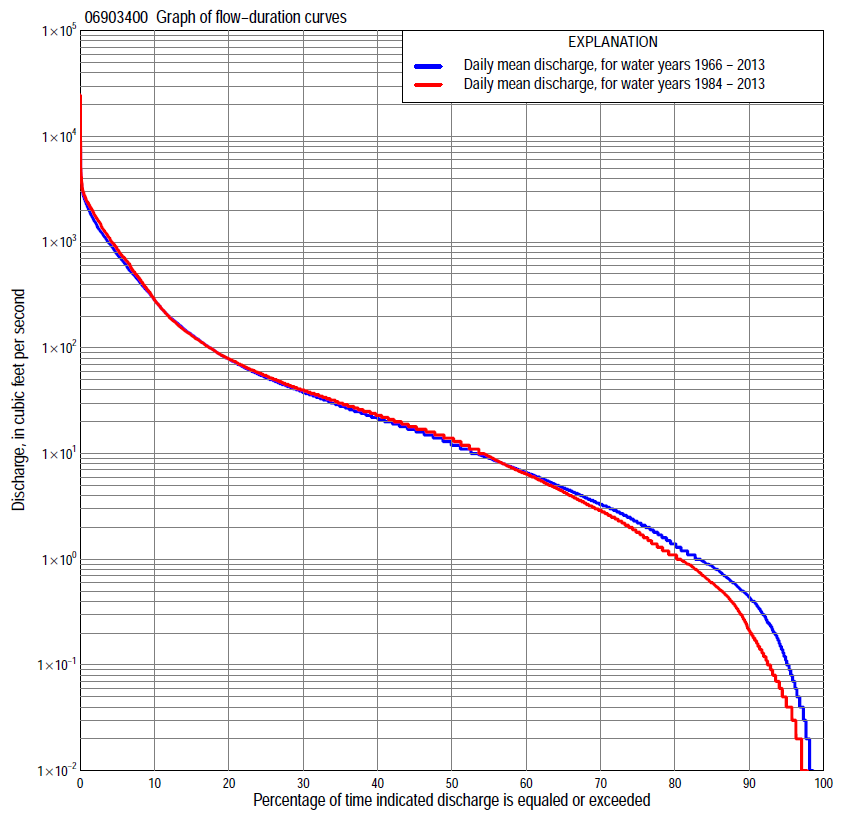 06903400 Graph of flow−duration curves
EXPLANATION
Daily mean discharge, for water years 1966 − 2013
Daily mean discharge, for water years 1984 − 2013
Discharge, in cubic feet per second
1×10⁵
1×10⁴
1×10³
1×10²
1×10¹
1×10⁰
1×10⁻¹
1×10⁻²
0 10 20 30 40 50 60 70 80 90 100
Percentage of time indicated discharge is equaled or exceeded